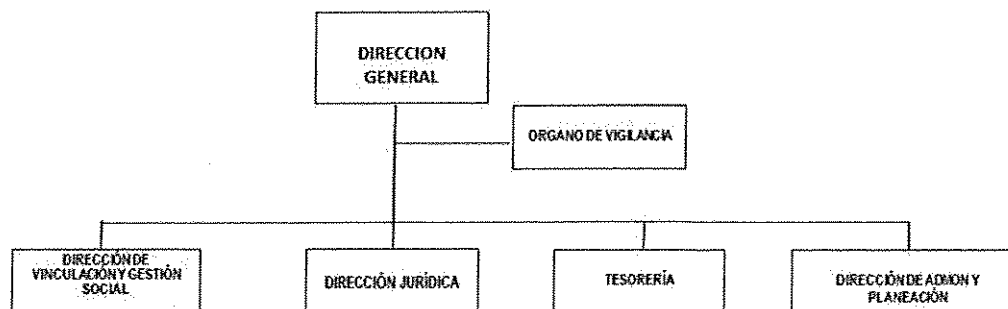 DIRECCION
GENERAL
ORGANO DE VIGILANCIA
DIRECCIÓN DE
VINCULACIÓN Y GESTIÓN
SOCIAL
DIRECCIÓN JURÍDICA
TESORERÍA
DIRECCIÓN DE ADMON Y
PLANEACIÓN